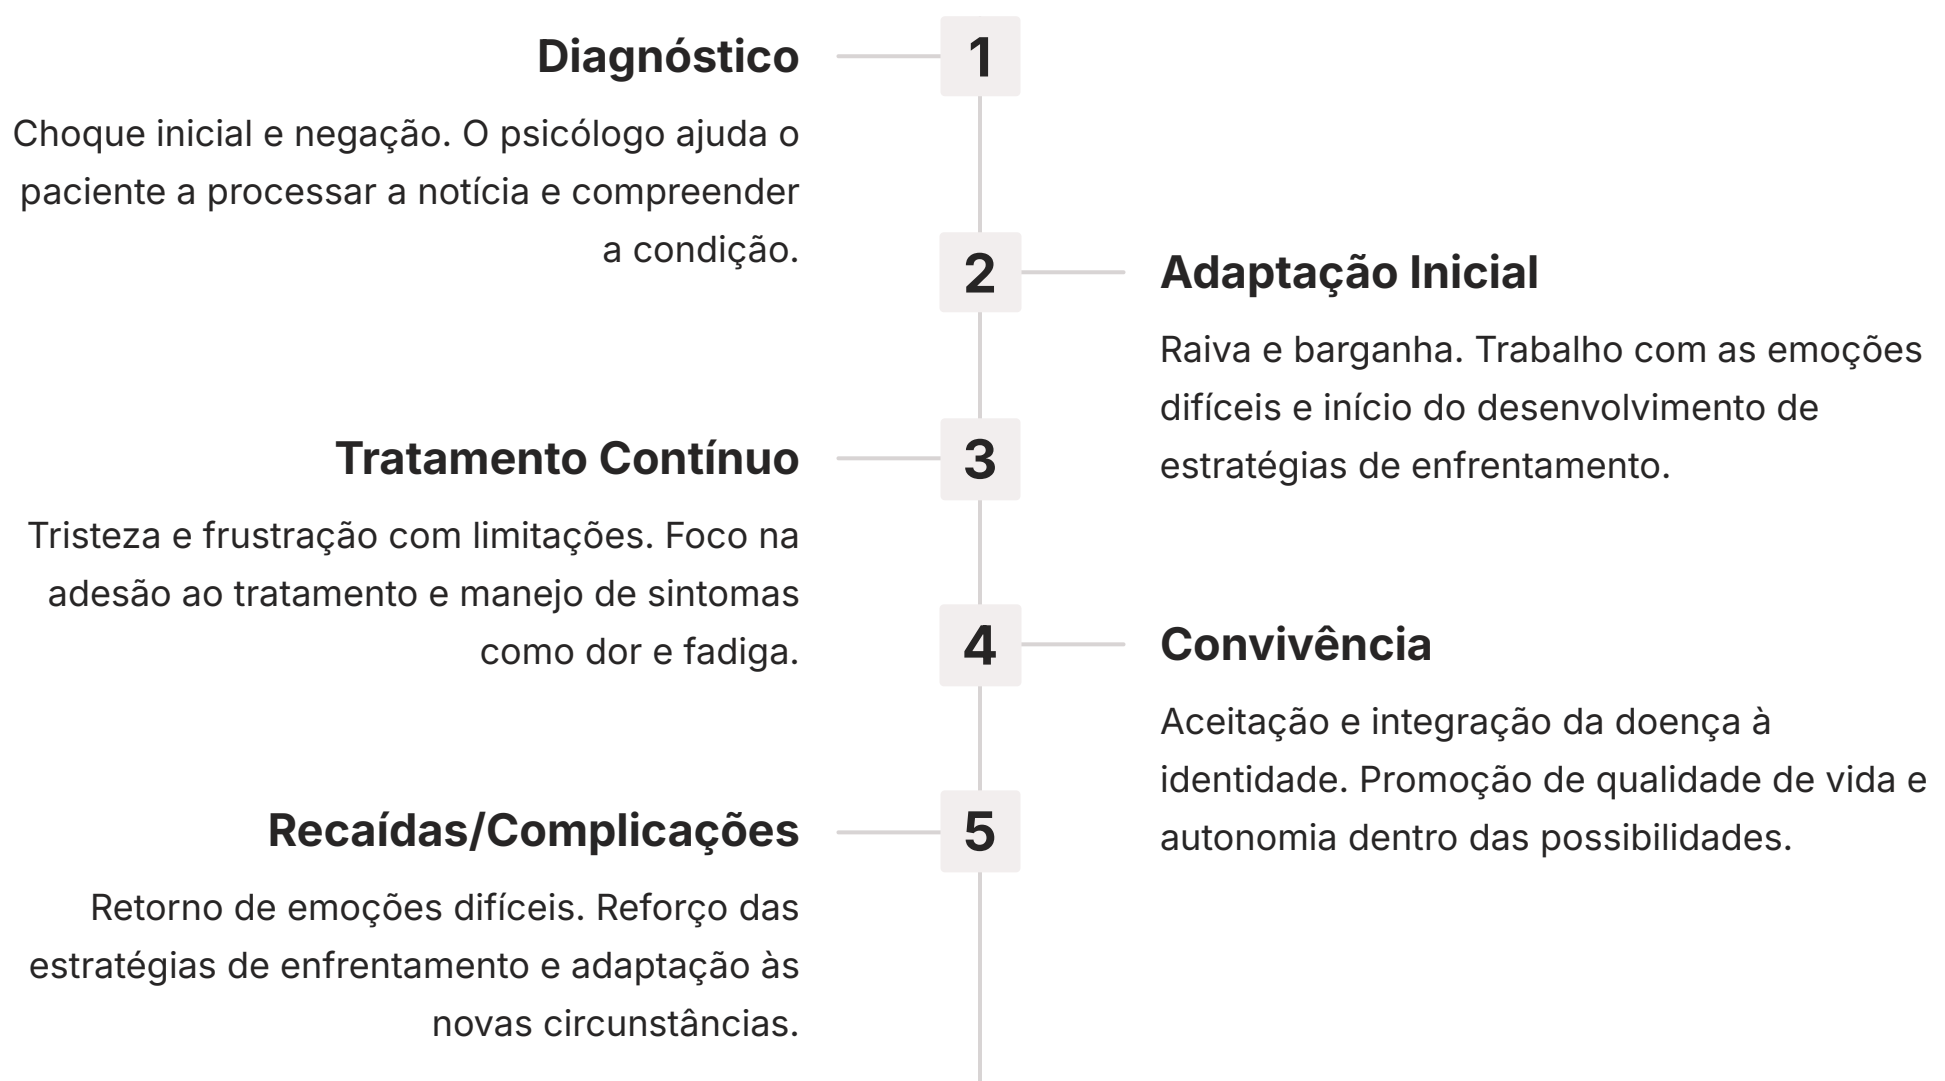 1
Diagnóstico
Choque inicial e negação. O psicólogo ajuda o
paciente a processar a notícia e compreender
a condição.
2
Adaptação Inicial
Raiva e barganha. Trabalho com as emoções
difíceis e início do desenvolvimento de
estratégias de enfrentamento.
3
Tratamento Contínuo
Tristeza e frustração com limitações. Foco na
adesão ao tratamento e manejo de sintomas
como dor e fadiga.
4
Convivência
Aceitação e integração da doença à
identidade. Promoção de qualidade de vida e
autonomia dentro das possibilidades.
5
Recaídas/Complicações
Retorno de emoções difíceis. Reforço das
estratégias de enfrentamento e adaptação às
novas circunstâncias.